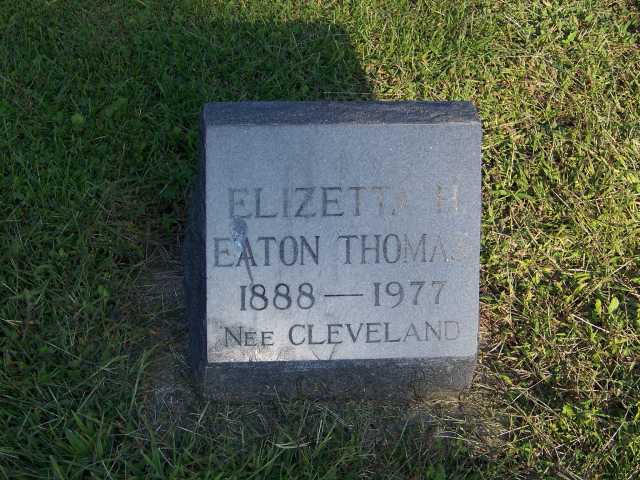 ELIZETTA H
EATON THOMAS
1888 — 1977
NEE CLEVELAND